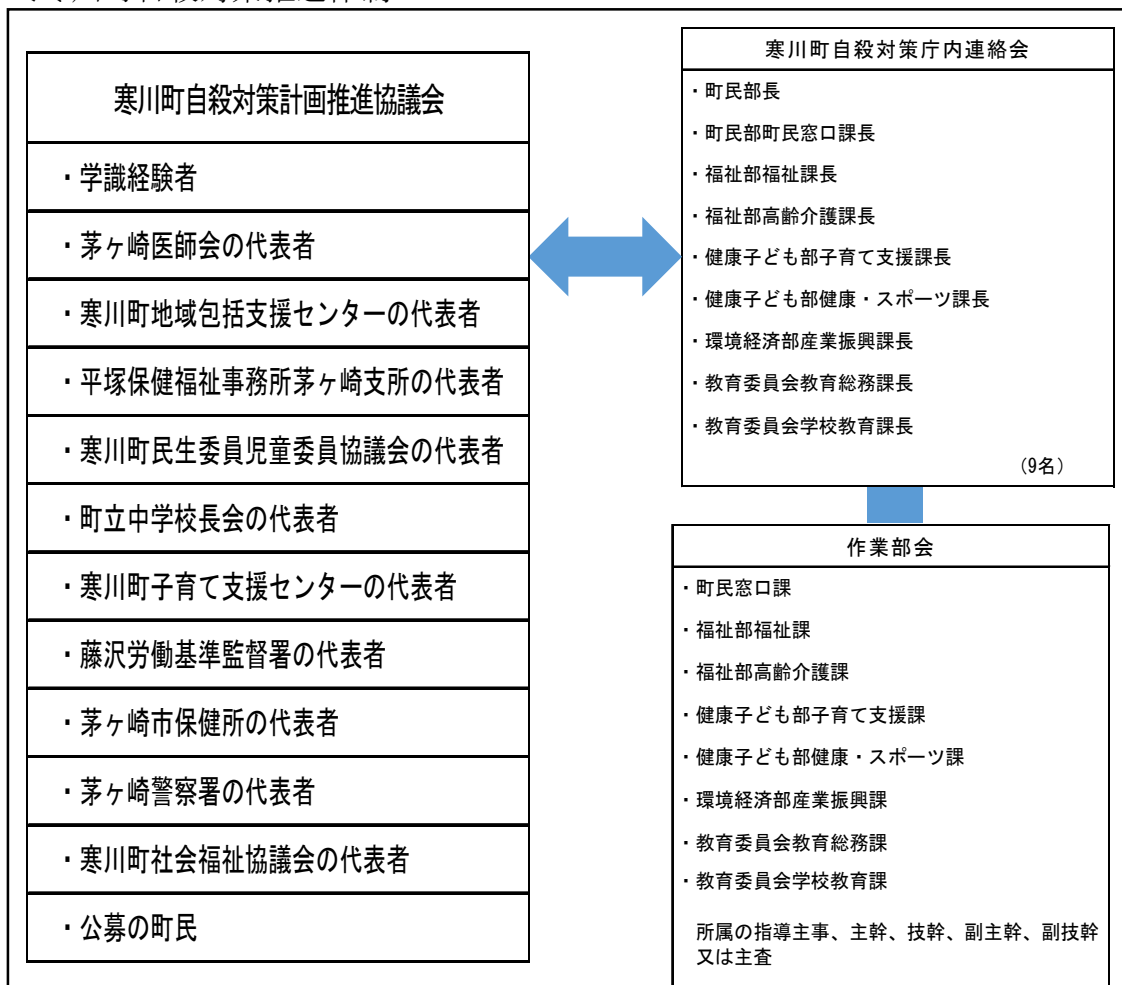 寒川町自殺対策計画推進協議会
・学識経験者
・茅ヶ崎医師会の代表者
・寒川町地域包括支援センターの代表者
・平塚保健福祉事務所茅ヶ崎支所の代表者
・寒川町民生委員児童委員協議会の代表者
・町立中学校長会の代表者
・寒川町子育て支援センターの代表者
・藤沢労働基準監督署の代表者
・茅ヶ崎市保健所の代表者
・茅ヶ崎警察署の代表者
・寒川町社会福祉協議会の代表者
・公募の町民
寒川町自殺対策庁内連絡会
・町民部長
・町民部町民窓口課長
・福祉部福祉課長
・福祉部高齢介護課長
・健康子ども部子育て支援課長
・健康子ども部健康・スポーツ課長
・環境経済部産業振興課長
・教育委員会教育総務課長
・教育委員会学校教育課長
（9名）
作業部会
・町民窓口課
・福祉部福祉課
・福祉部高齢介護課
・健康子ども部子育て支援課
・健康子ども部健康・スポーツ課
・環境経済部産業振興課
・教育委員会教育総務課
・教育委員会学校教育課
所属の指導主事、主幹、技幹、副主幹、副技幹
又は主査